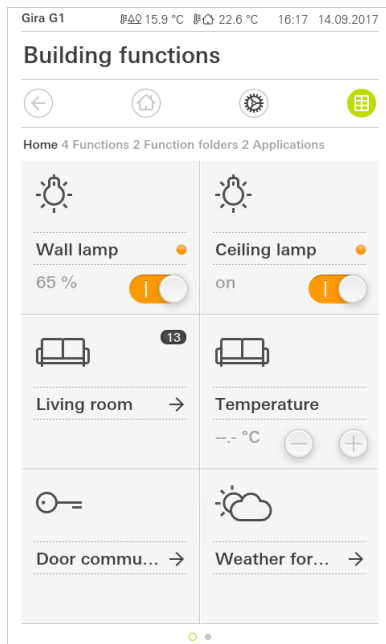 Gira G1 15.9 °C 22.6 °C 16:17 14.09.2017
Building functions
Home 4 Functions 2 Function folders 2 Applications
Wall lamp Ceiling lamp
65 % on
13
Living room Temperature
--.- °C
Door commu... Weather for...